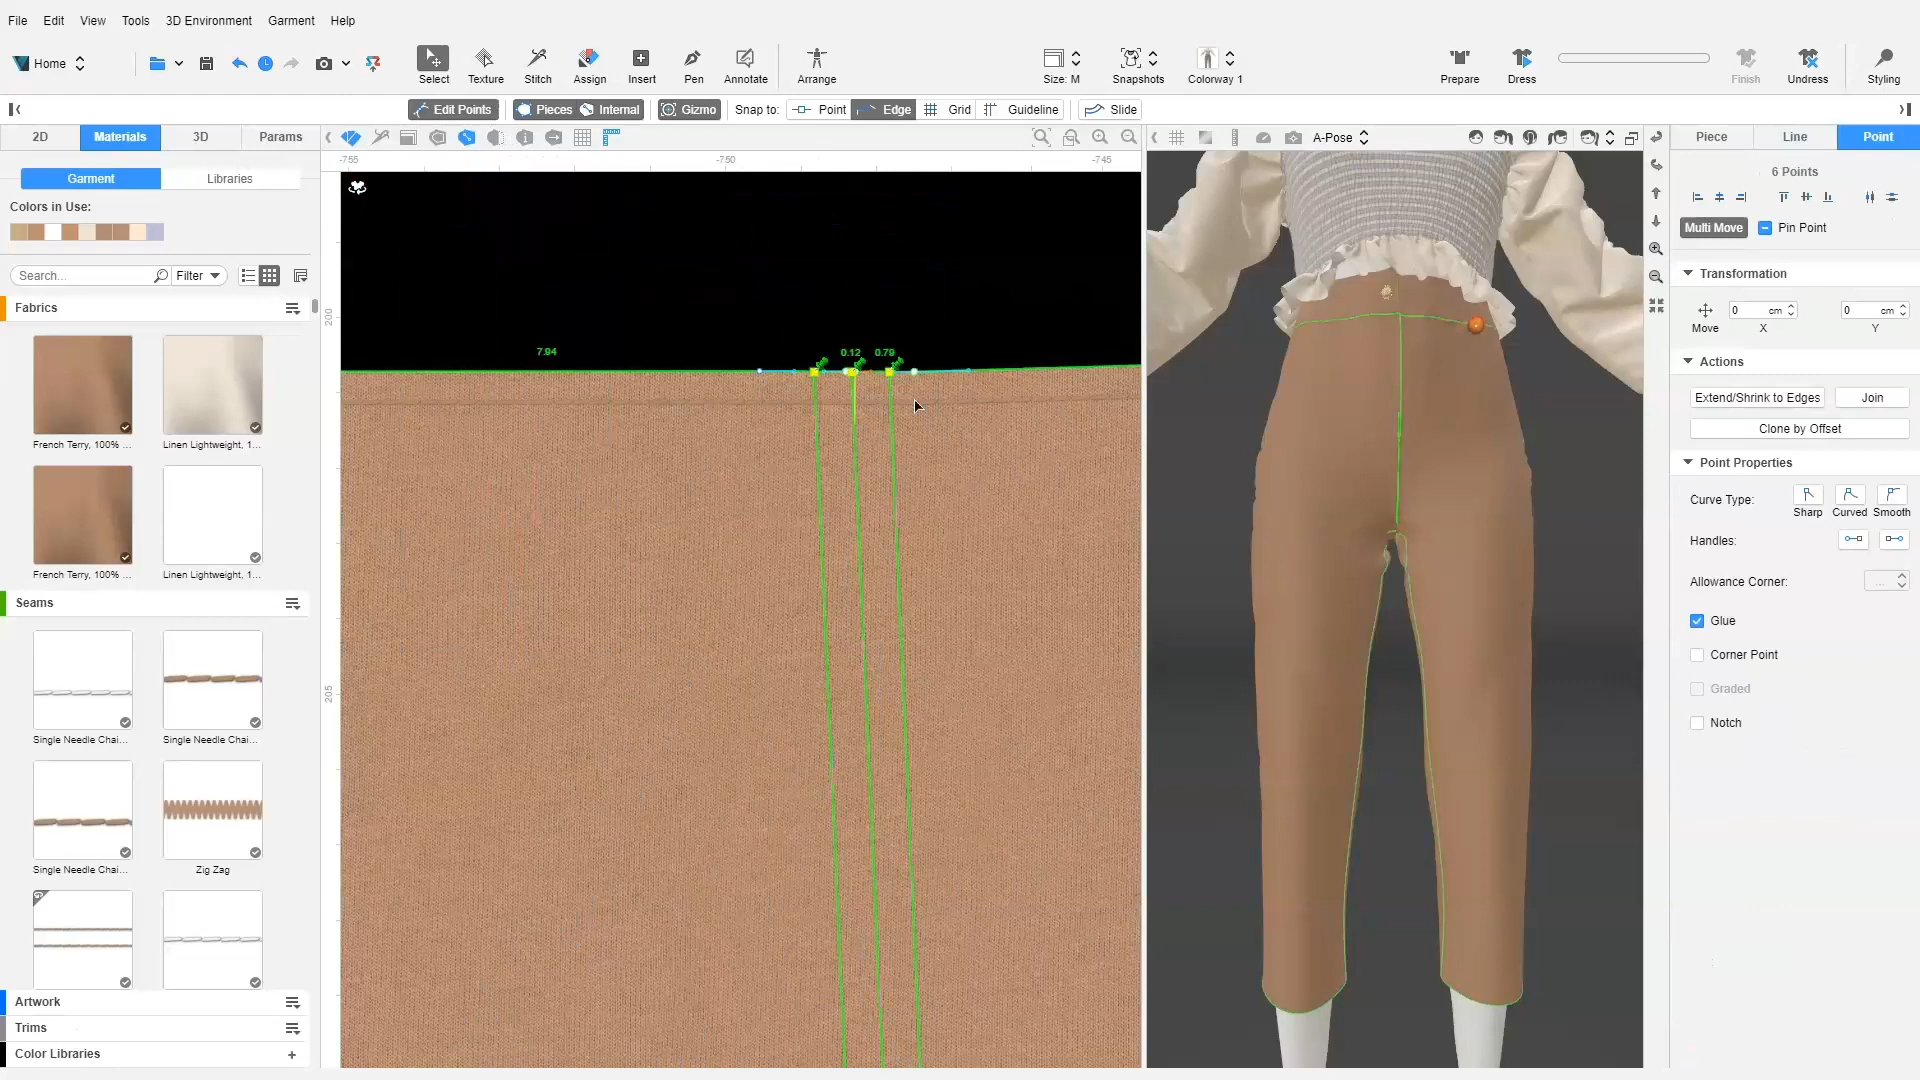 File Edit View Tools 3D Environment Garment Help
Home
Select Texture Stitch Assign Insert Pen Annotate Arrange Size: M Snapshots Colorway 1 Prepare Dress Finish Undress Styling
Edit Points Pieces Internal Gizmo Snap to: Point Edge Grid Guideline Slide
2D Materials 3D Params A-Pose Piece Line Point
-755 -750 -745
Garment Libraries
6 Points
Colors in Use:
Multi Move Pin Point
Search... Filter
Transformation
Fabrics
0 cm 0 cm
Move X Y
200
7.94 0.12 0.79
Actions
Extend/Shrink to Edges Join
Clone by Offset
French Terry, 100% ... Linen Lightweight, 1...
Point Properties
Curve Type: Sharp Curved Smooth
Handles:
French Terry, 100% ... Linen Lightweight, 1...
Allowance Corner: ...
Seams
Glue
Corner Point
Graded
205
Notch
Single Needle Chai... Single Needle Chai...
Single Needle Chai... Zig Zag
Artwork
Trims
Color Libraries +